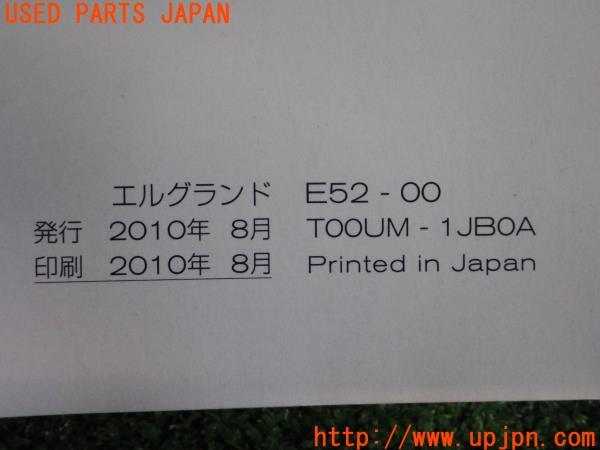 USED PARTS JAPAN
エルグランド E52 - 00
発行 2010年 8月 T00UM - 1JB0A
印刷 2010年 8月 Printed in Japan
http://www.upjpn.com